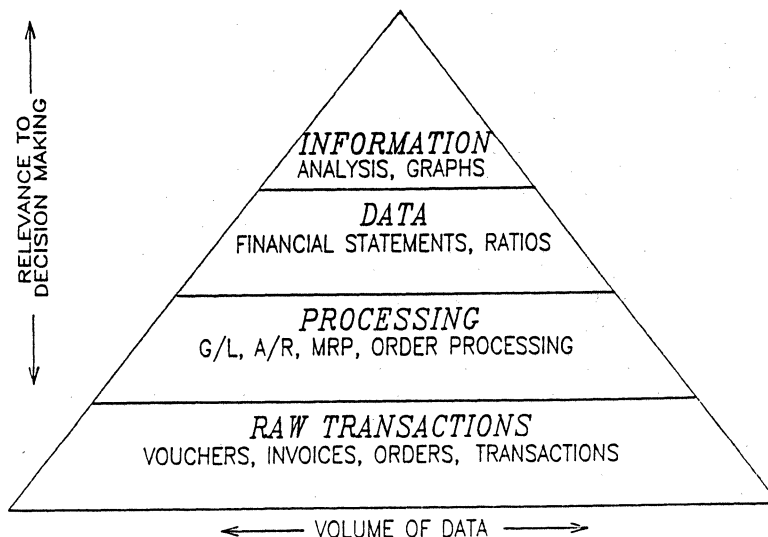 RELEVANCE TO
DECISION MAKING
INFORMATION
ANALYSIS, GRAPHS
DATA
FINANCIAL STATEMENTS, RATIOS
PROCESSING
G/L, A/R, MRP, ORDER PROCESSING
RAW TRANSACTIONS
VOUCHERS, INVOICES, ORDERS, TRANSACTIONS
VOLUME OF DATA